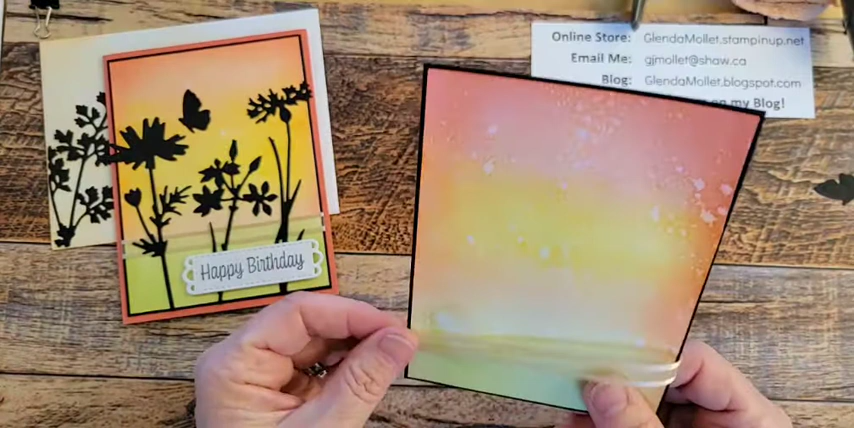 Online Store: GlendaMollet.stampinup.net
Email Me: gjmollet@shaw.ca
Blog: GlendaMollet.blogspot.com
on my Blog!
Happy Birthday